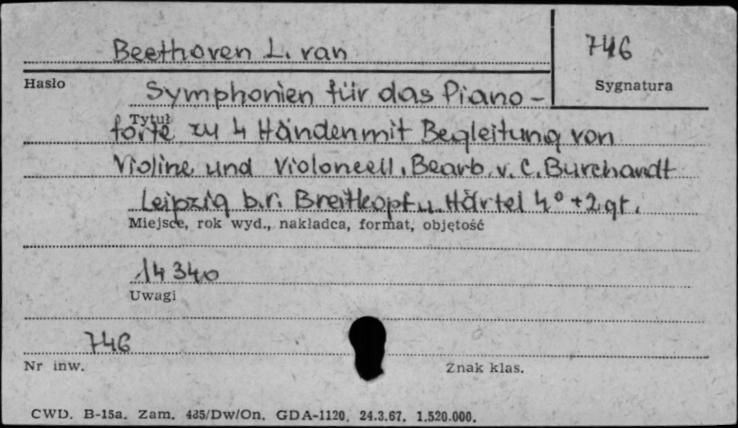 Beethoven L. van
746
Hasło
Sygnatura
Symphonien für das Piano-
Tytuł
forte zu 4 Händen mit Begleitung von
Violine und Violoncell. Bearb. v. C. Burchandt
Leipzig b.r. Breitkopf u. Härtel 4° + 2 gł.
Miejsce, rok wyd., nakładca, format, objętość
14340
Uwagi
746
Nr inw.
Znak klas.
CWD. B-15a. Zam. 435/Dw/On. GDA-1120. 24.3.67. 1.520.000.